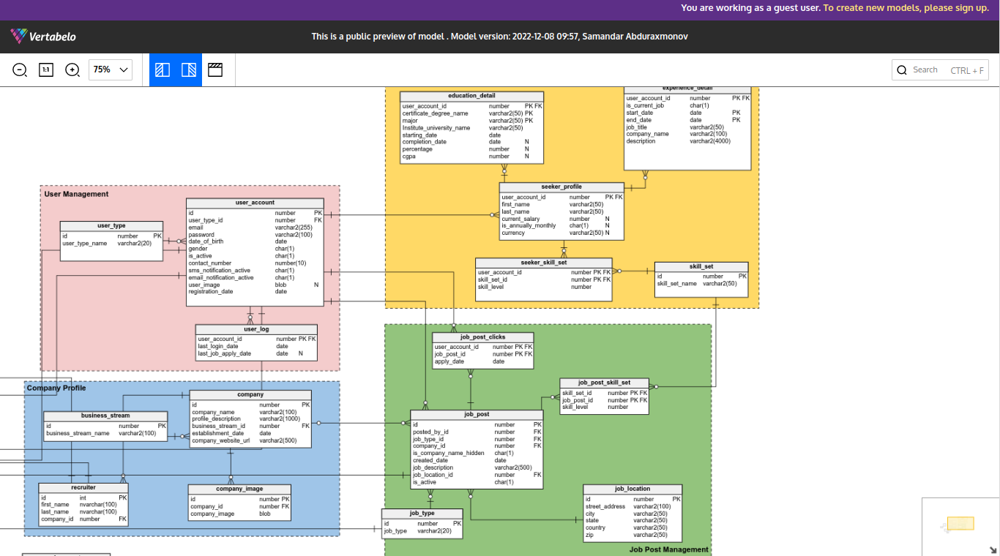 You are working as a guest user. To create new models, please sign up.
Vertabelo
This is a public preview of model . Model version: 2022-12-08 09:57, Samandar Abduraxmonov
1:1
75%
Search CTRL + F
education_detail
user_account_id number PK FK
certificate_degree_name varchar2(50) PK
major varchar2(50) PK
Institute_university_name varchar2(50)
starting_date date
completion_date date N
percentage number N
cgpa number N
experience_detail
user_account_id number PK FK
is_current_job char(1)
start_date date PK
end_date date PK
job_title varchar2(50)
company_name varchar2(100)
description varchar2(4000)
seeker_profile
user_account_id number PK FK
first_name varchar2(50)
last_name varchar2(50)
current_salary number N
is_annually_monthly char(1) N
currency varchar2(50) N
seeker_skill_set
user_account_id number PK FK
skill_set_id number PK FK
skill_level number
skill_set
id number PK
skill_set_name varchar2(50)
User Management
user_type
id number PK
user_type_name varchar2(20)
user_account
id number PK
user_type_id number FK
email varchar2(255)
password varchar2(100)
date_of_birth date
gender char(1)
is_active char(1)
contact_number number(10)
sms_notification_active char(1)
email_notification_active char(1)
user_image blob N
registration_date date
user_log
user_account_id number PK FK
last_login_date date
last_job_apply_date date N
Company Profile
business_stream
id number PK
business_stream_name varchar2(100)
company
id number PK
company_name varchar2(100)
profile_description varchar2(1000)
business_stream_id number FK
establishment_date date
company_website_url varchar2(500)
recruiter
id int PK
first_name nvarchar(100)
last_name nvarchar(100)
company_id number FK
company_image
id number PK
company_id number FK
company_image blob
job_post_clicks
user_account_id number PK FK
job_post_id number PK FK
apply_date date
job_post_skill_set
skill_set_id number PK FK
job_post_id number PK FK
skill_level number
job_post
id number PK
posted_by_id number FK
job_type_id number FK
company_id number FK
is_company_name_hidden char(1)
created_date date
job_description varchar2(500)
job_location_id number FK
is_active char(1)
job_type
id number PK
job_type varchar2(20)
job_location
id number PK
street_address varchar2(100)
city varchar2(50)
state varchar2(50)
country varchar2(50)
zip varchar2(50)
Job Post Management